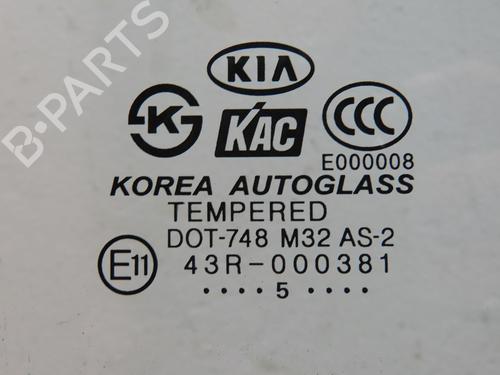 B-PARTS
KIA
K
KAC
CCC
E000008
KOREA AUTOGLASS
TEMPERED
DOT-748 M32 AS-2
E11
43R-000381
···· 5 ····